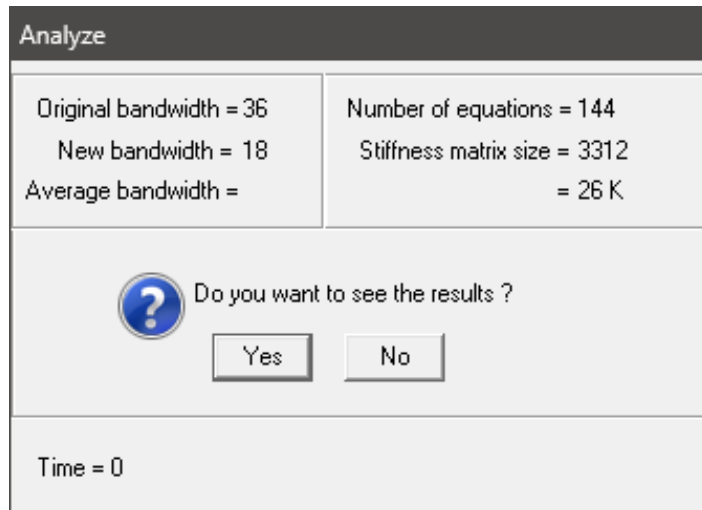 Analyze
Original bandwidth = 36
New bandwidth = 18
Average bandwidth =
Number of equations = 144
Stiffness matrix size = 3312
= 26 K
Do you want to see the results ?
Yes
No
Time = 0